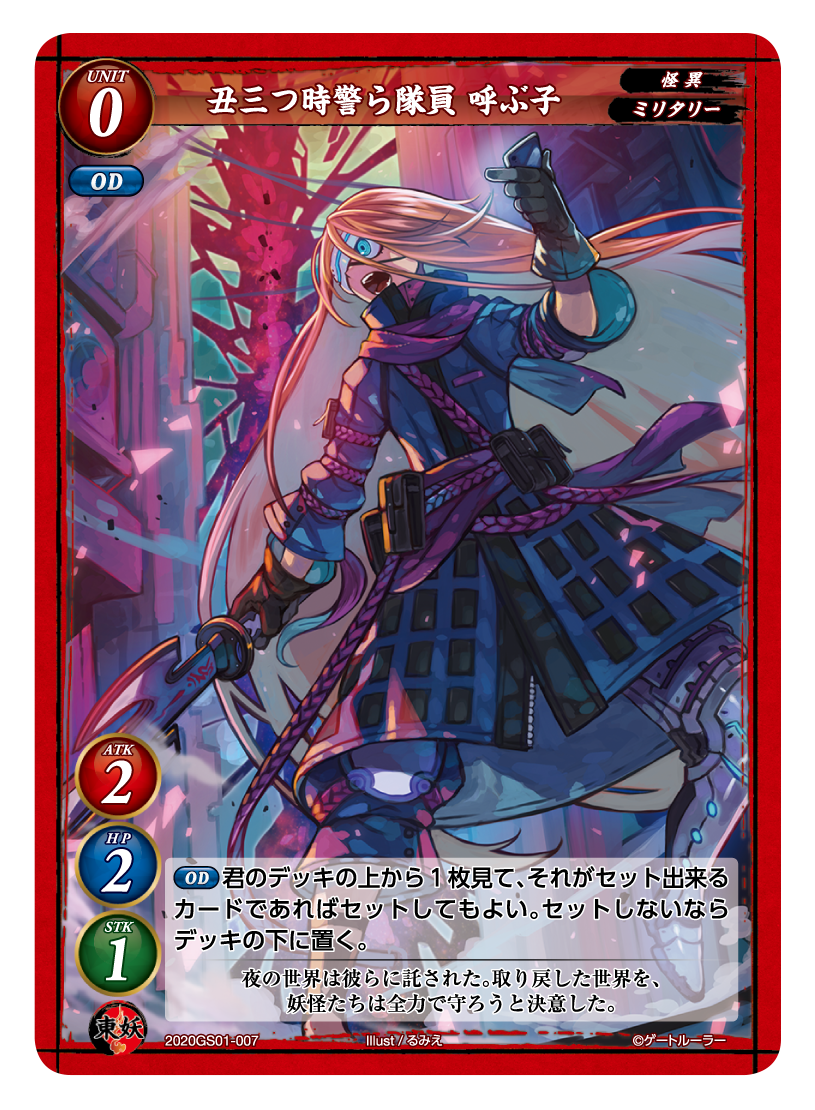 UNIT
0
丑三つ時警ら隊員 呼ぶ子
怪異
ミリタリー
OD
ATK
2
HP
2
STK
1
OD 君のデッキの上から1枚見て、それがセット出来る
カードであればセットしてもよい。セットしないなら
デッキの下に置く。
夜の世界は彼らに託された。取り戻した世界を、
妖怪たちは全力で守ろうと決意した。
東妖
2020GS01-007
Illust/るみえ
©ゲートルーラー